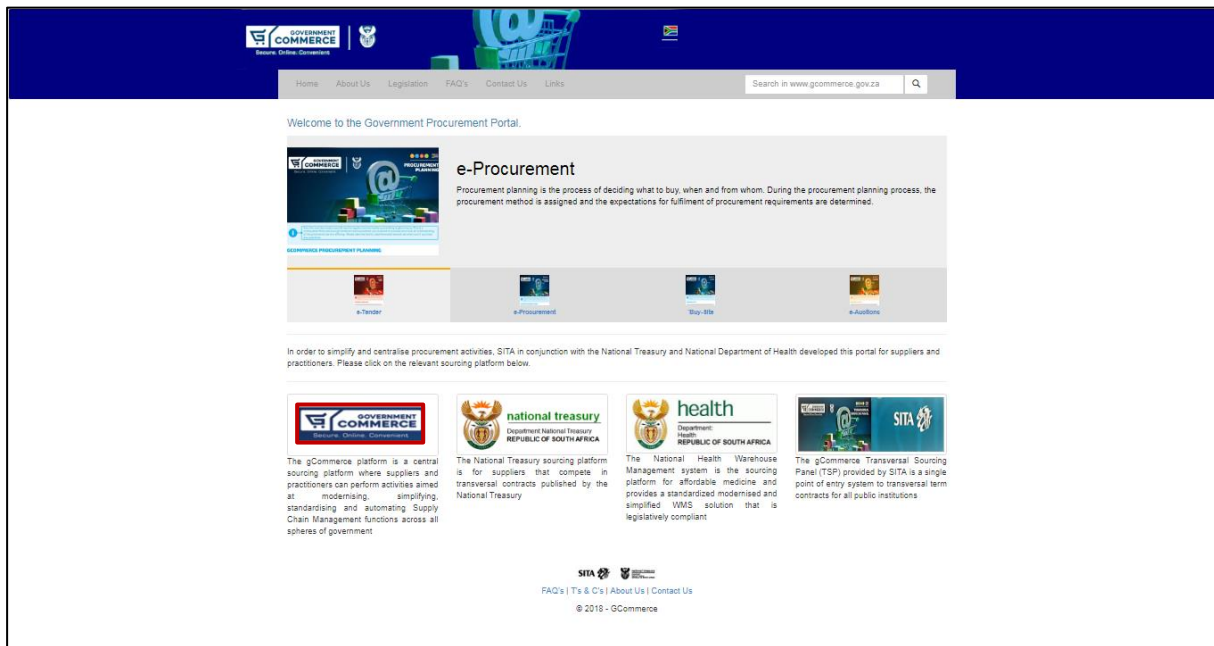 GOVERNMENT
COMMERCE
Secure. Online. Convenient
Home About Us Legislation FAQ's Contact Us Links
Search in www.gcommerce.gov.za
Welcome to the Government Procurement Portal.
GOVERNMENT
COMMERCE
PROCUREMENT
PLANNING
GCOMMERCE PROCUREMENT PLANNING
e-Procurement
Procurement planning is the process of deciding what to buy, when and from whom. During the procurement planning process, the
procurement method is assigned and the expectations for fulfilment of procurement requirements are determined.
e-Tender e-Procurement Buy-Site e-Auctions
In order to simplify and centralise procurement activities, SITA in conjunction with the National Treasury and National Department of Health developed this portal for suppliers and
practitioners. Please click on the relevant sourcing platform below.
GOVERNMENT
COMMERCE
Secure. Online. Convenient
The gCommerce platform is a central
sourcing platform where suppliers and
practitioners can perform activities aimed
at modernising, simplifying,
standardising and automating Supply
Chain Management functions across all
spheres of government
national treasury
Department National Treasury
REPUBLIC OF SOUTH AFRICA
The National Treasury sourcing platform
is for suppliers that compete in
transversal contracts published by the
National Treasury
health
Department:
Health
REPUBLIC OF SOUTH AFRICA
The National Health Warehouse
Management system is the sourcing
platform for affordable medicine and
provides a standardized modernised and
simplified WMS solution that is
legislatively compliant
SITA
The gCommerce Transversal Sourcing
Panel (TSP) provided by SITA is a single
point of entry system to transversal term
contracts for all public institutions
SITA
FAQ's | T's & C's | About Us | Contact Us
© 2018 - GCommerce